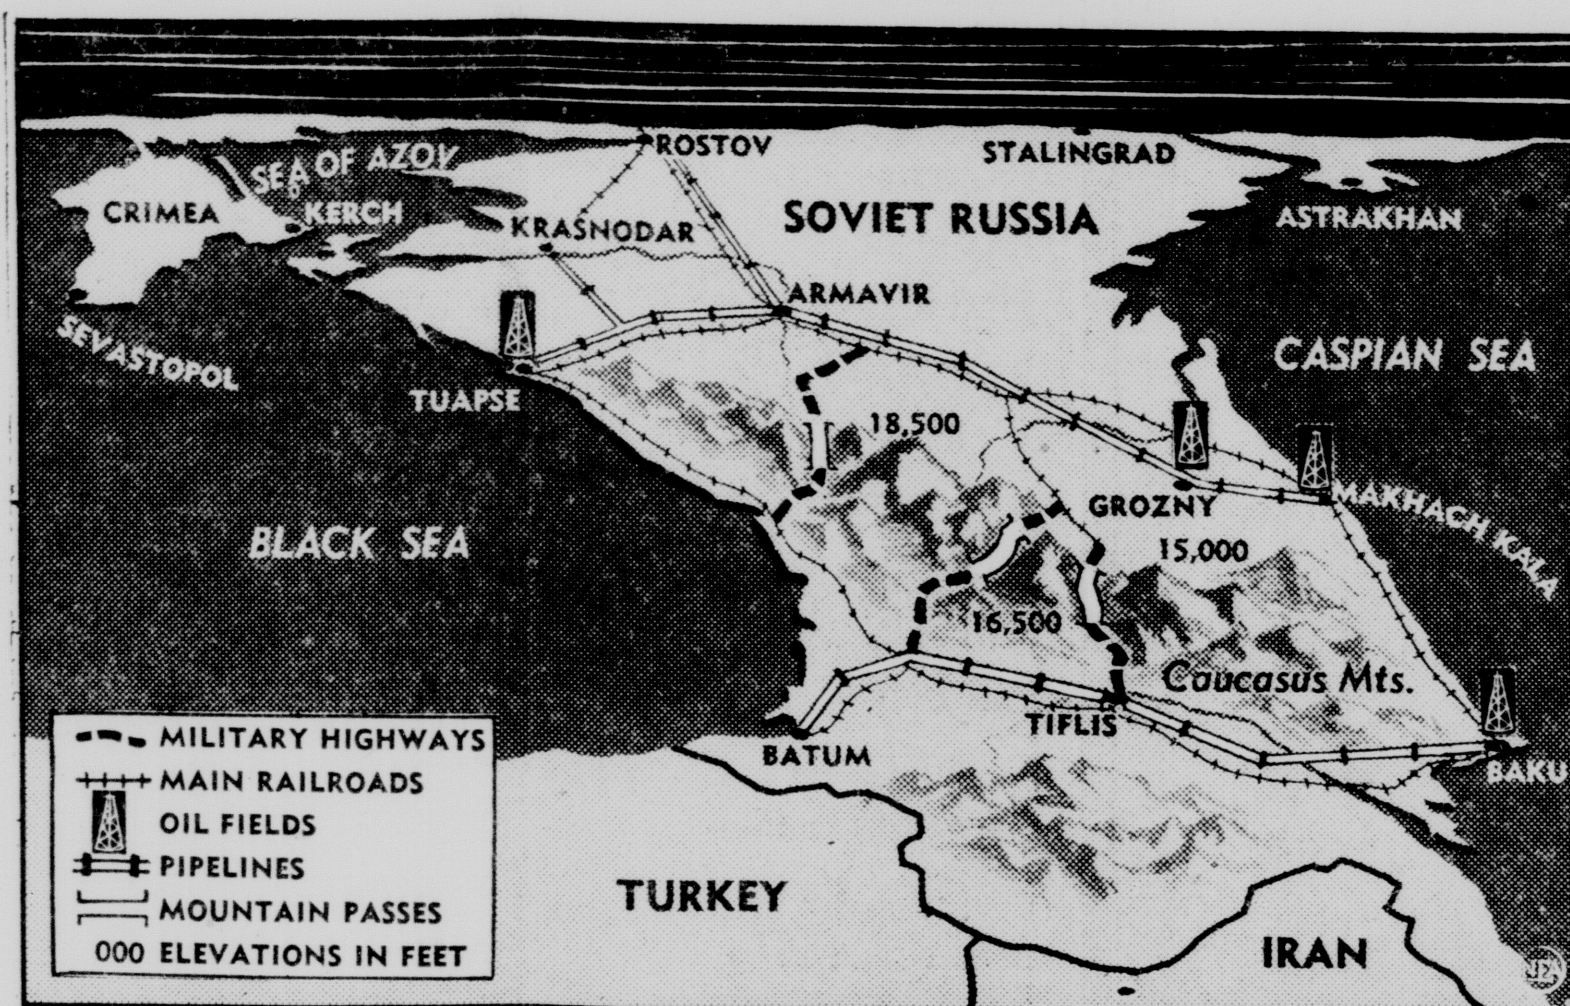 ROSTOV
STALINGRAD
SEA OF AZOV
CRIMEA
KERCH
KRASNODAR
SOVIET RUSSIA
ASTRAKHAN
ARMAVIR
SEVASTOPOL
CASPIAN SEA
TUAPSE
18,500
BLACK SEA
GROZNY
MAKHACH KALA
15,000
16,500
Caucasus Mts.
TIFLIS
BATUM
BAKU
MILITARY HIGHWAYS
MAIN RAILROADS
OIL FIELDS
PIPELINES
MOUNTAIN PASSES
000 ELEVATIONS IN FEET
TURKEY
IRAN
NEA